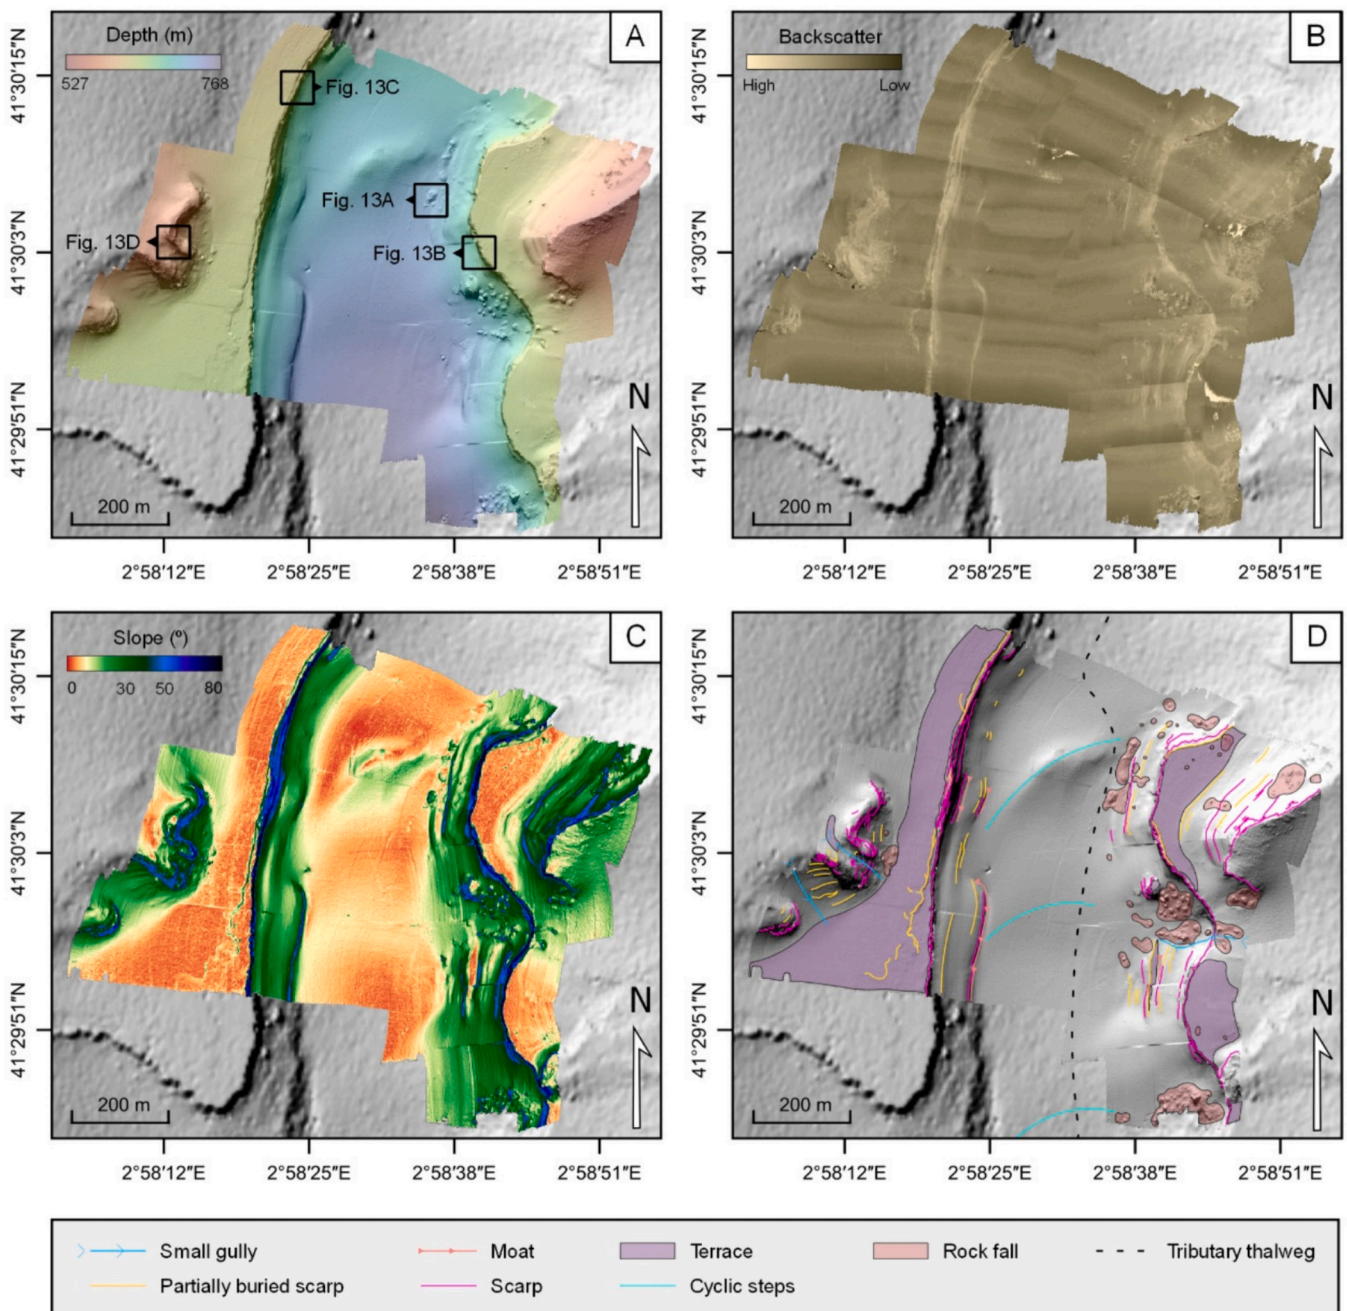 Depth (m)
527 768
A
Fig. 13C
Fig. 13A
Fig. 13D
Fig. 13B
N
200 m
41°30′15″N
41°30′3″N
41°29′51″N
2°58′12″E 2°58′25″E 2°58′38″E 2°58′51″E
Backscatter
High Low
B
N
200 m
41°30′15″N
41°30′3″N
41°29′51″N
2°58′12″E 2°58′25″E 2°58′38″E 2°58′51″E
Slope (º)
0 30 50 80
C
N
200 m
41°30′15″N
41°30′3″N
41°29′51″N
2°58′12″E 2°58′25″E 2°58′38″E 2°58′51″E
D
N
200 m
41°30′15″N
41°30′3″N
41°29′51″N
2°58′12″E 2°58′25″E 2°58′38″E 2°58′51″E
Small gully Moat Terrace Rock fall Tributary thalweg
Partially buried scarp Scarp Cyclic steps